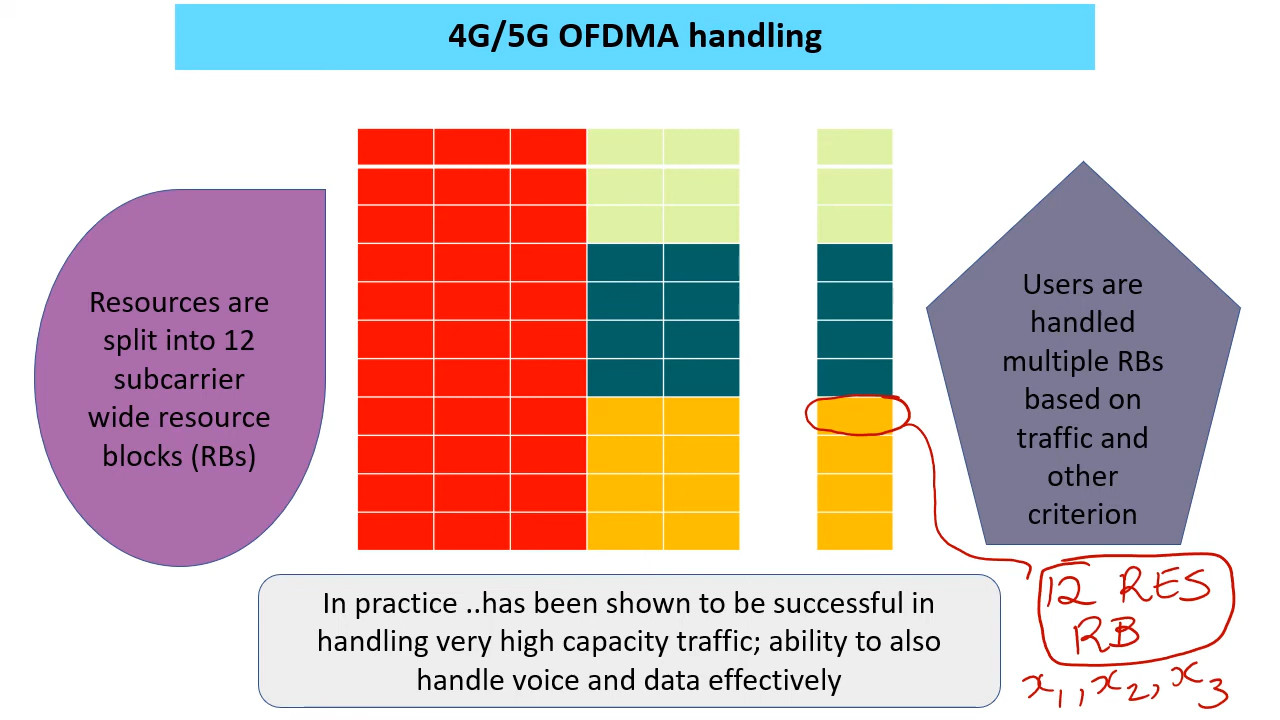 4G/5G OFDMA handling
Resources are
split into 12
subcarrier
wide resource
blocks (RBs)
Users are
handled
multiple RBs
based on
traffic and
other
criterion
In practice ..has been shown to be successful in
handling very high capacity traffic; ability to also
handle voice and data effectively
12 RES
RB
x1, x2, x3